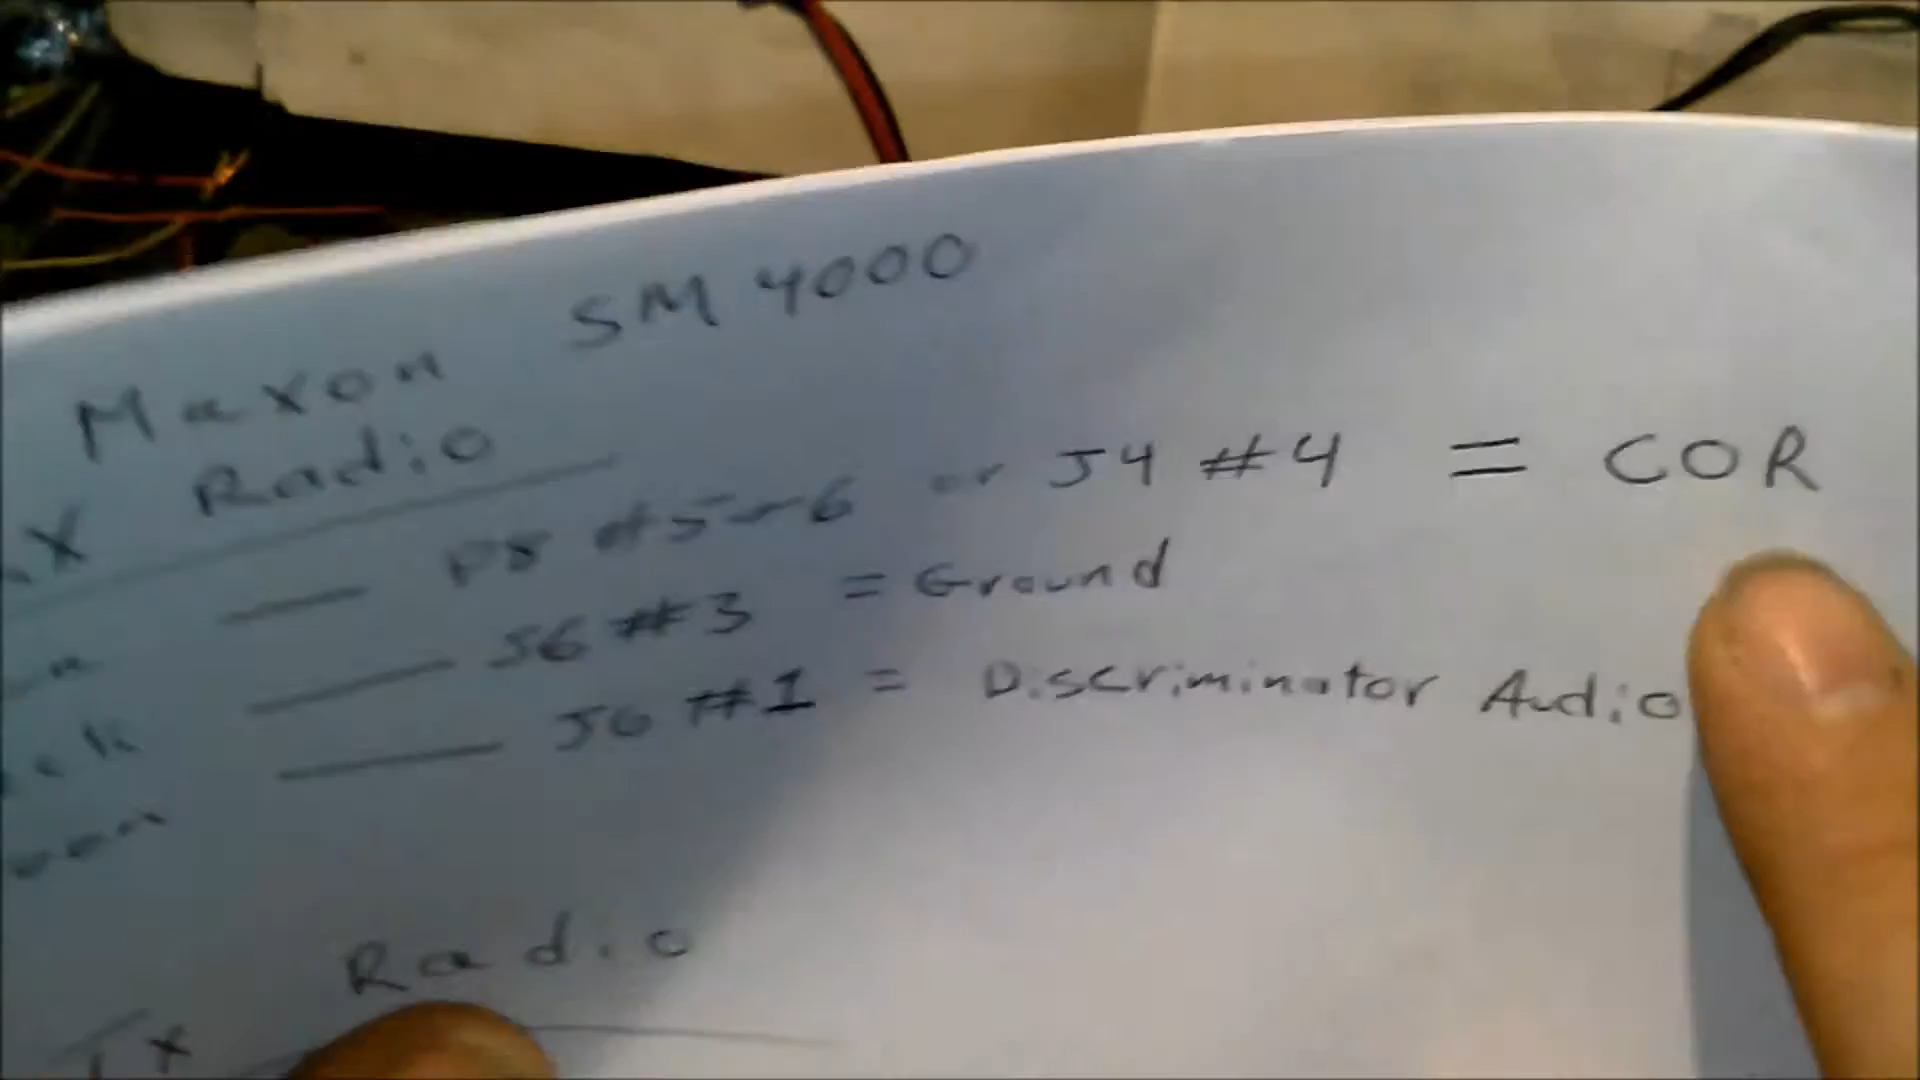 Maxon SM 4000
X Radio
P8 #5-6 or J4 #4 = COR
J6 #3 = Ground
J6 #1 = Discriminator Audio
Tx Radio